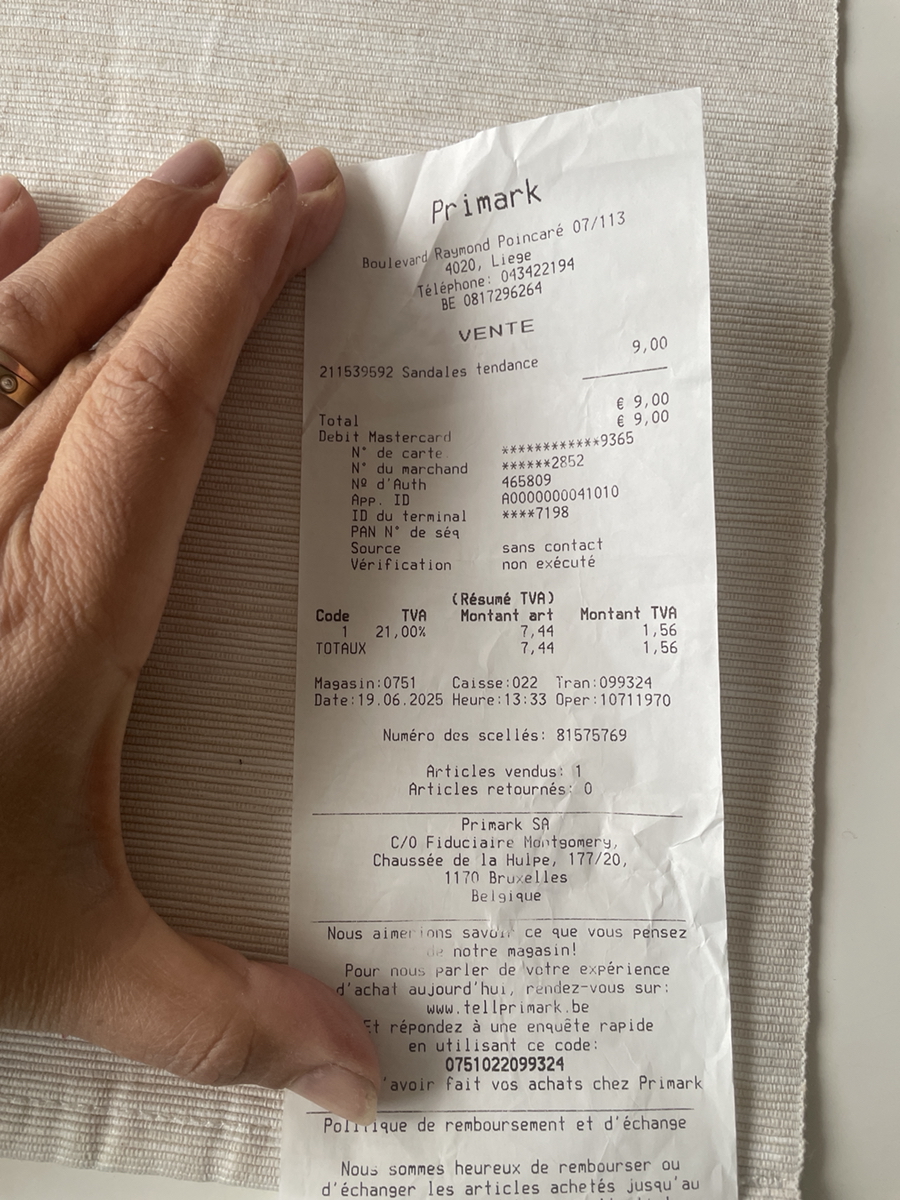 Primark
Boulevard Raymond Poincaré 07/113
4020, Liege
Téléphone: 043422194
BE 0817296264
VENTE
211539592 Sandales tendance 9,00
Total € 9,00
Debit Mastercard € 9,00
N° de carte ************9365
N° du marchand ******2852
Nº d'Auth 465809
App. ID A0000000041010
ID du terminal ****7198
PAN N° de séq
Source sans contact
Vérification non exécuté
(Résumé TVA)
Code TVA Montant art Montant TVA
1 21,00% 7,44 1,56
TOTAUX 7,44 1,56
Magasin:0751 Caisse:022 Tran:099324
Date:19.06.2025 Heure:13:33 Oper:10711970
Numéro des scellés: 81575769
Articles vendus: 1
Articles retournés: 0
Primark SA
C/O Fiduciaire Montgomery,
Chaussée de la Hulpe, 177/20,
1170 Bruxelles
Belgique
Nous aimerions savoir ce que vous pensez
de notre magasin!
Pour nous parler de votre expérience
d'achat aujourd'hui, rendez-vous sur:
www.tellprimark.be
Et répondez à une enquête rapide
en utilisant ce code:
0751022099324
'avoir fait vos achats chez Primark
Politique de remboursement et d'échange
Nous sommes heureux de rembourser ou
d'échanger les articles achetés jusqu'au